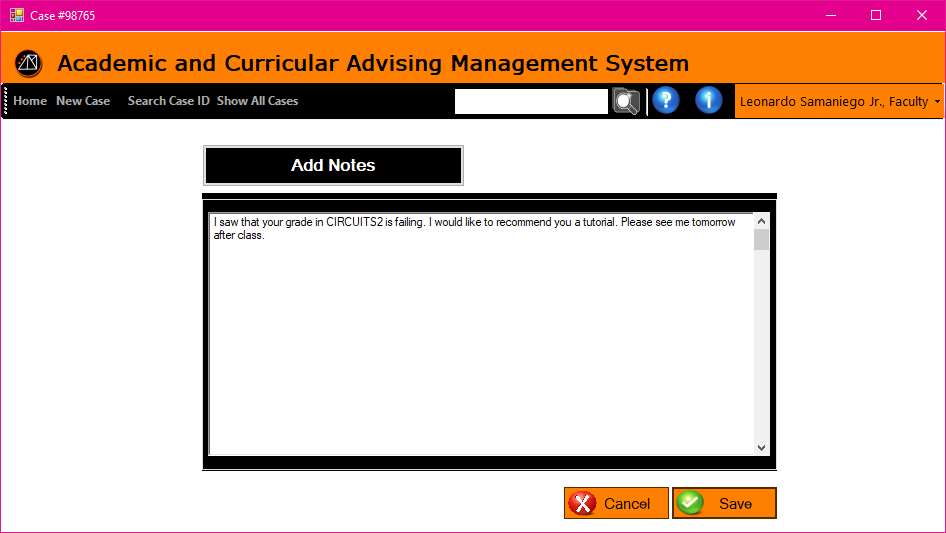 Case #98765
Academic and Curricular Advising Management System
Home New Case Search Case ID Show All Cases
Leonardo Samaniego Jr., Faculty
Add Notes
I saw that your grade in CIRCUITS2 is failing. I would like to recommend you a tutorial. Please see me tomorrow
after class.
Cancel Save